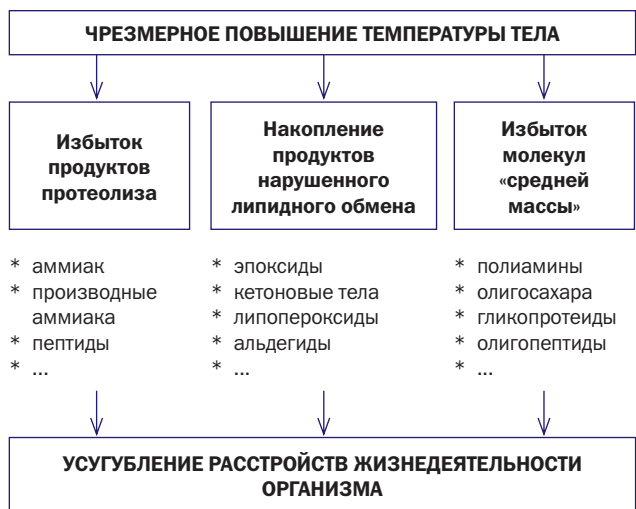 ЧРЕЗМЕРНОЕ ПОВЫШЕНИЕ ТЕМПЕРАТУРЫ ТЕЛА
Избыток
продуктов
протеолиза
Накопление
продуктов
нарушенного
липидного обмена
Избыток
молекул
«средней
массы»
* аммиак
* производные
аммиака
* пептиды
* ...
* эпоксиды
* кетоновые тела
* липопероксиды
* альдегиды
* ...
* полиамины
* олигосахара
* гликопротеиды
* олигопептиды
* ...
УСУГУБЛЕНИЕ РАССТРОЙСТВ ЖИЗНЕДЕЯТЕЛЬНОСТИ
ОРГАНИЗМА